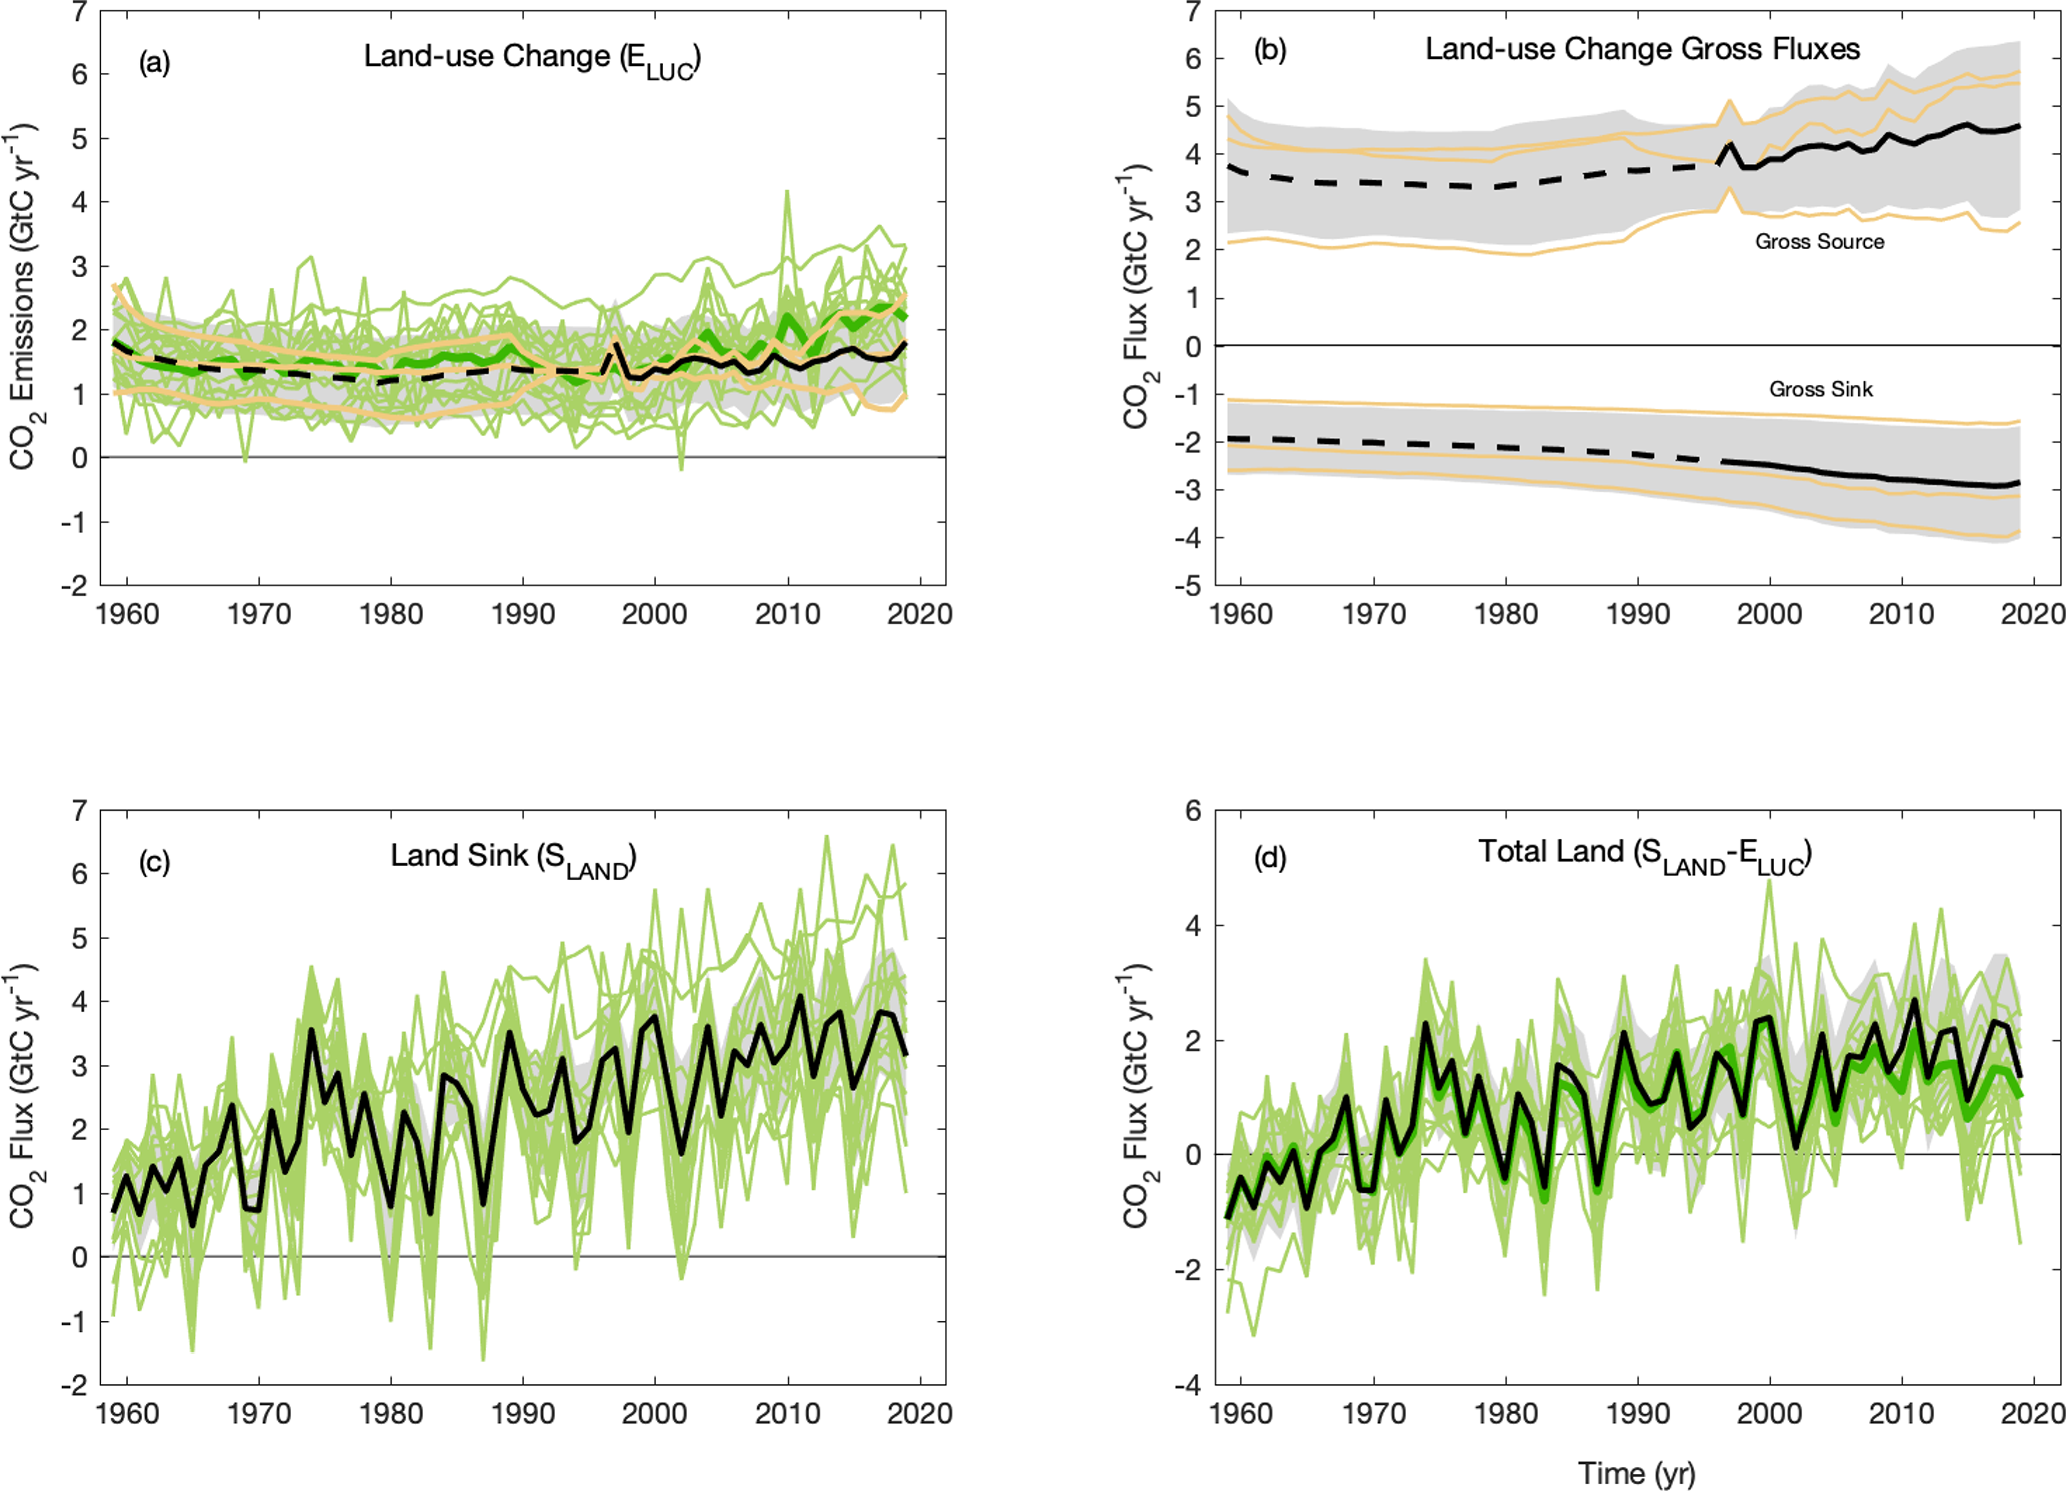 7
6
5
4
3
2
1
0
-1
-2
CO2 Emissions (GtC yr-1)
(a)
Land-use Change (ELUC)
1960 1970 1980 1990 2000 2010 2020
7
6
5
4
3
2
1
0
-1
-2
-3
-4
-5
CO2 Flux (GtC yr-1)
(b)
Land-use Change Gross Fluxes
Gross Source
Gross Sink
1960 1970 1980 1990 2000 2010 2020
7
6
5
4
3
2
1
0
-1
-2
CO2 Flux (GtC yr-1)
(c)
Land Sink (SLAND)
1960 1970 1980 1990 2000 2010 2020
6
4
2
0
-2
-4
CO2 Flux (GtC yr-1)
(d)
Total Land (SLAND-ELUC)
1960 1970 1980 1990 2000 2010 2020
Time (yr)